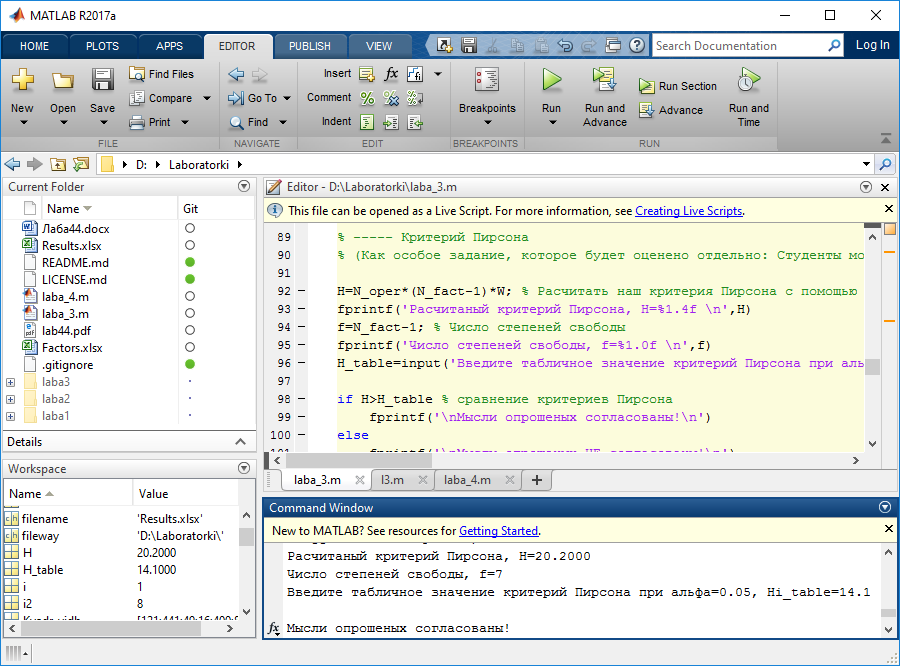 MATLAB R2017a
HOME PLOTS APPS EDITOR PUBLISH VIEW Search Documentation Log In
New Open Save Find Files Compare Print Go To Find Insert fx Comment Indent Breakpoints Run Run and Advance Run Section Advance Run and Time
FILE NAVIGATE EDIT BREAKPOINTS RUN
D: Laboratorki
Current Folder
Name Git
Ла6а44.docx
Results.xlsx
README.md
LICENSE.md
laba_4.m
laba_3.m
lab44.pdf
Factors.xlsx
.gitignore
laba3
laba2
laba1
Details
Workspace
Name Value
filename 'Results.xlsx'
fileway 'D:\Laboratorki\'
H 20.2000
H_table 14.1000
i 1
i2 8
Editor - D:\Laboratorki\laba_3.m
This file can be opened as a Live Script. For more information, see Creating Live Scripts.
89 % ----- Критерий Пирсона
90 % (Как особое задание, которое будет оценено отдельно: Студенты мо
91
92 – H=N_oper*(N_fact-1)*W; % Расчитать наш критерия Пирсона с помощью
93 – fprintf('Расчитаный критерий Пирсона, H=%1.4f \n',H)
94 – f=N_fact-1; % Число степеней свободы
95 – fprintf('Число степеней свободы, f=%1.0f \n',f)
96 – H_table=input('Введите табличное значение критерий Пирсона при аль
97
98 – if H>H_table % сравнение критериев Пирсона
99 – fprintf('\nМысли опрошеных согласованы!\n')
100 – else
laba_3.m l3.m laba_4.m +
Command Window
New to MATLAB? See resources for Getting Started.
Расчитаный критерий Пирсона, H=20.2000
Число степеней свободы, f=7
Введите табличное значение критерий Пирсона при альфа=0.05, Hi_table=14.1
fx Мысли опрошеных согласованы!